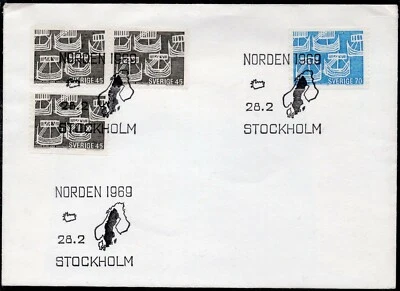 NORDEN 1969
28.2
STOCKHOLM
SVERIGE 45
SVERIGE 45
SVERIGE 45
NORDEN 1969
28.2
STOCKHOLM
SVERIGE 70
NORDEN 1969
28.2
STOCKHOLM